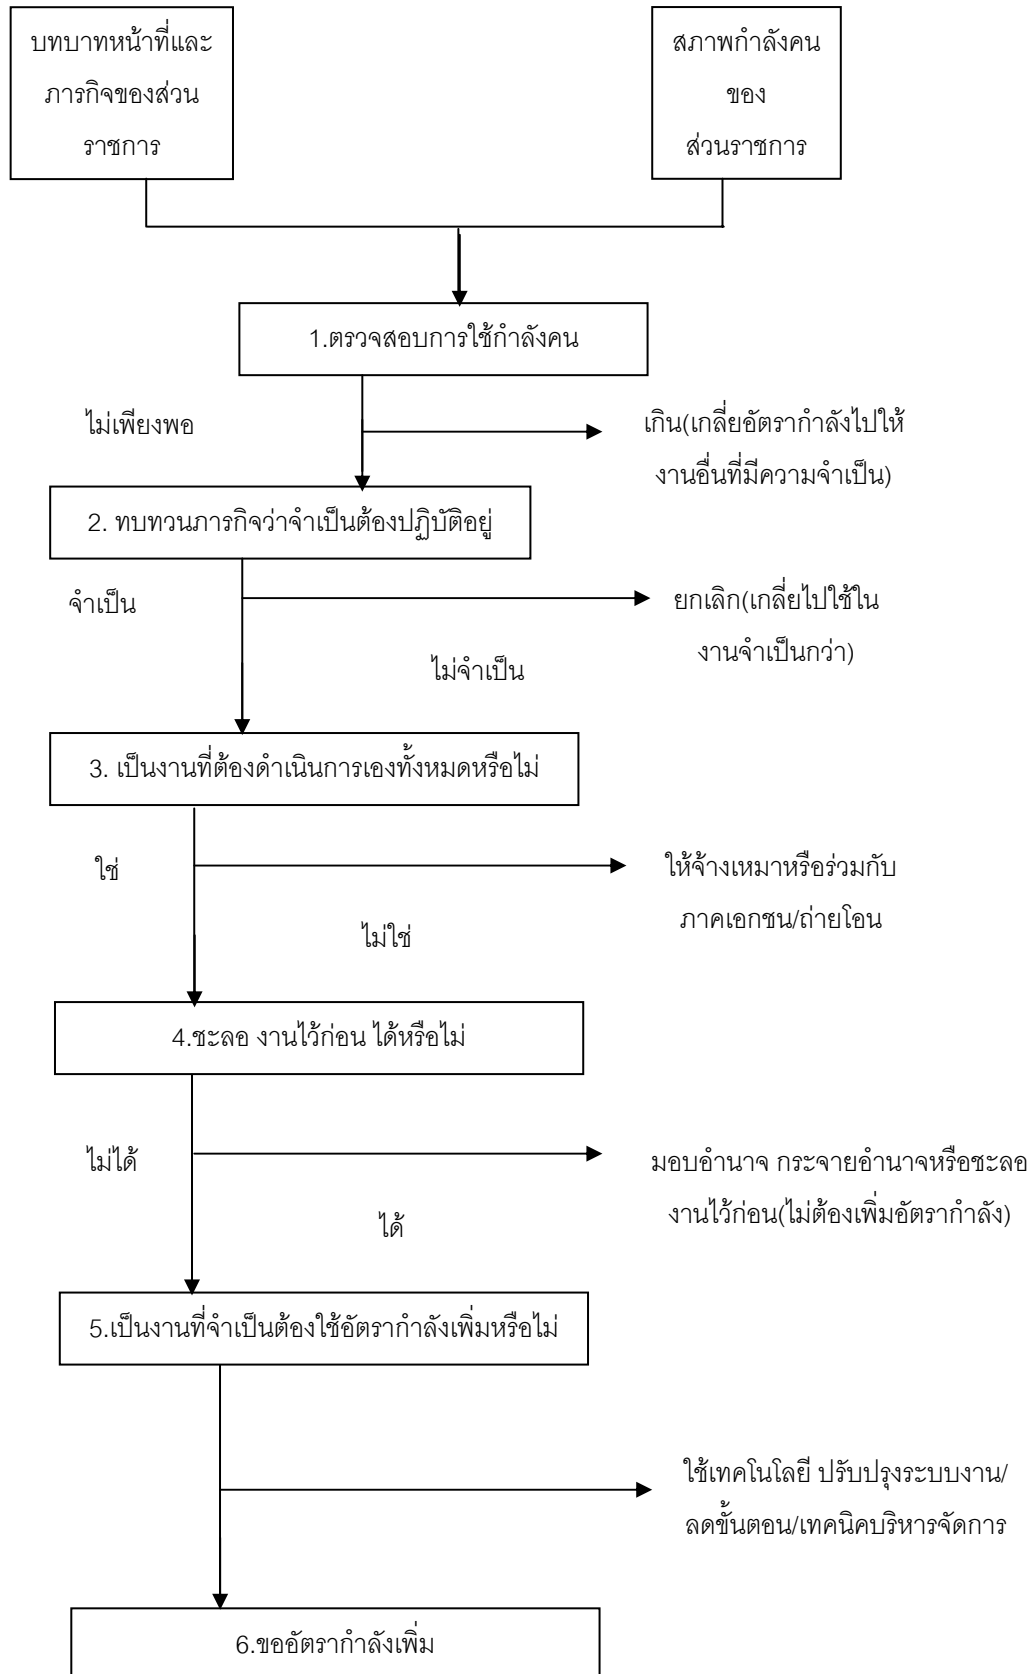 บทบาทหน้าที่และ
ภารกิจของส่วน
ราชการ
สภาพกำลังคน
ของ
ส่วนราชการ
1.ตรวจสอบการใช้กำลังคน
ไม่เพียงพอ
เกิน(เกลี่ยอัตรากำลังไปให้
งานอื่นที่มีความจำเป็น)
2. ทบทวนภารกิจว่าจำเป็นต้องปฏิบัติอยู่
จำเป็น
ยกเลิก(เกลี่ยไปใช้ใน
งานจำเป็นกว่า)
ไม่จำเป็น
3. เป็นงานที่ต้องดำเนินการเองทั้งหมดหรือไม่
ใช่
ให้จ้างเหมาหรือร่วมกับ
ภาคเอกชน/ถ่ายโอน
ไม่ใช่
4.ชะลอ งานไว้ก่อน ได้หรือไม่
ไม่ได้
มอบอำนาจ กระจายอำนาจหรือชะลอ
งานไว้ก่อน(ไม่ต้องเพิ่มอัตรากำลัง)
ได้
5.เป็นงานที่จำเป็นต้องใช้อัตรากำลังเพิ่มหรือไม่
ใช้เทคโนโลยี ปรับปรุงระบบงาน/
ลดขั้นตอน/เทคนิคบริหารจัดการ
6.ขออัตรากำลังเพิ่ม